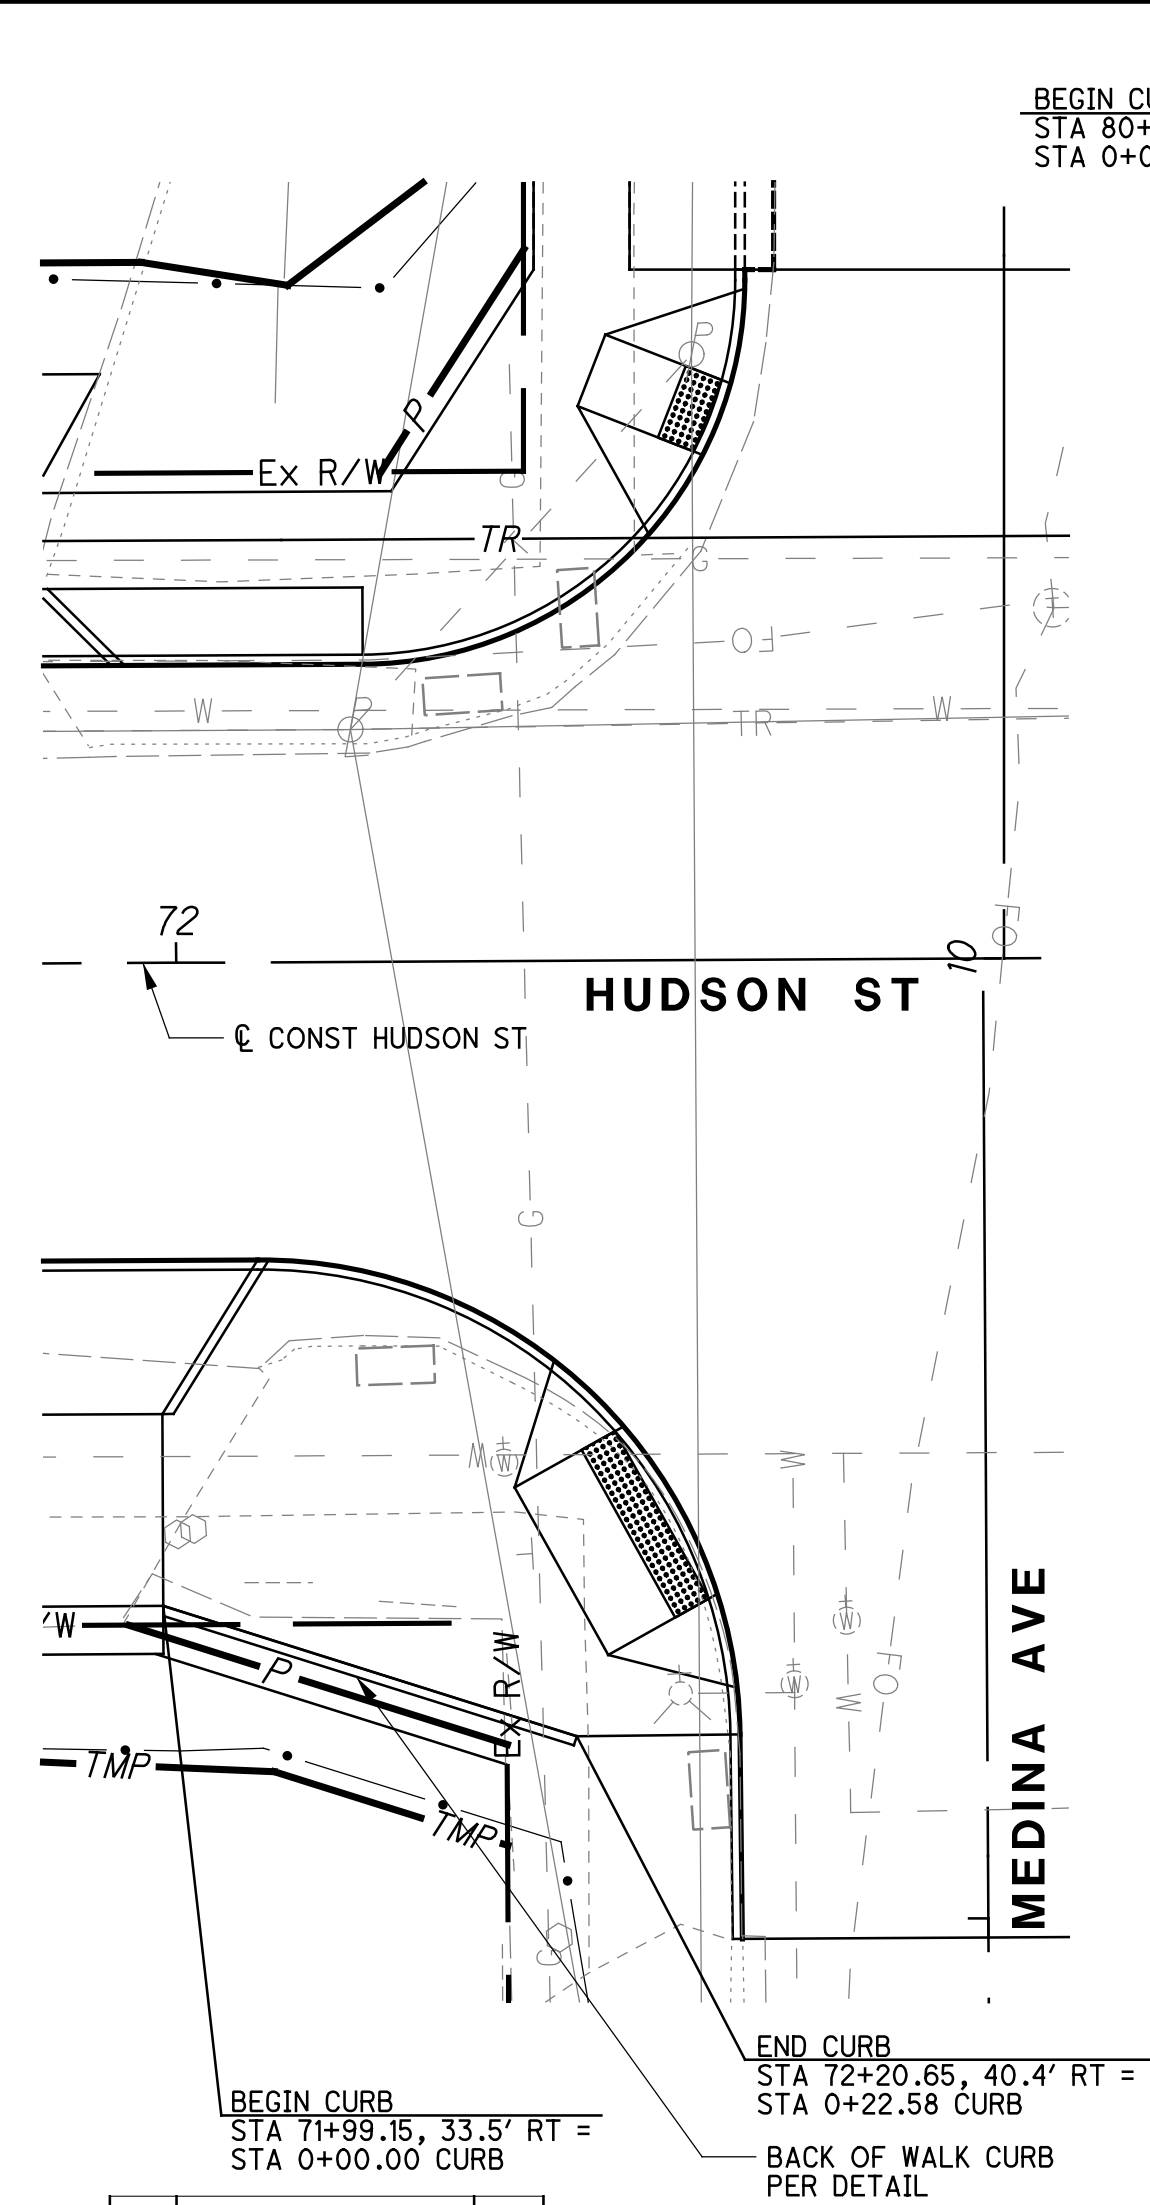 BEGIN CU
STA 80+
STA 0+0
P
P
Ex R/W
G
TR
G
FO
W
P
TR
W
72
10
FO
HUDSON ST
℄ CONST HUDSON ST
G
W
W
W
T
W
W
FO
W
W
/W
P
Ex R/W
MEDINA AVE
TMP
TMP
G
END CURB
STA 72+20.65, 40.4' RT =
STA 0+22.58 CURB
BEGIN CURB
STA 71+99.15, 33.5' RT =
STA 0+00.00 CURB
BACK OF WALK CURB
PER DETAIL